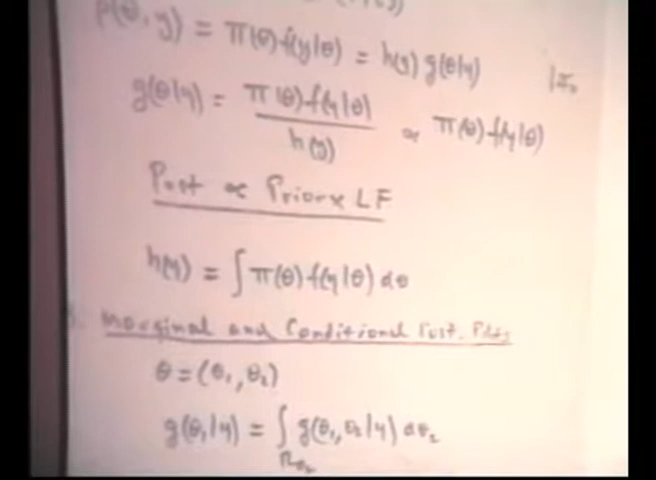 p(θ, y) = π(θ) f(y|θ) = h(y) g(θ|y)
g(θ|y) = π(θ) f(y|θ) / h(y) ∝ π(θ) f(y|θ)
Post ∝ Prior x LF
h(y) = ∫ π(θ) f(y|θ) dθ
Marginal and Conditional Post. Pdfs
θ = (θ₁, θ₂)
g(θ₁|y) = ∫ g(θ₁, θ₂|y) dθ₂